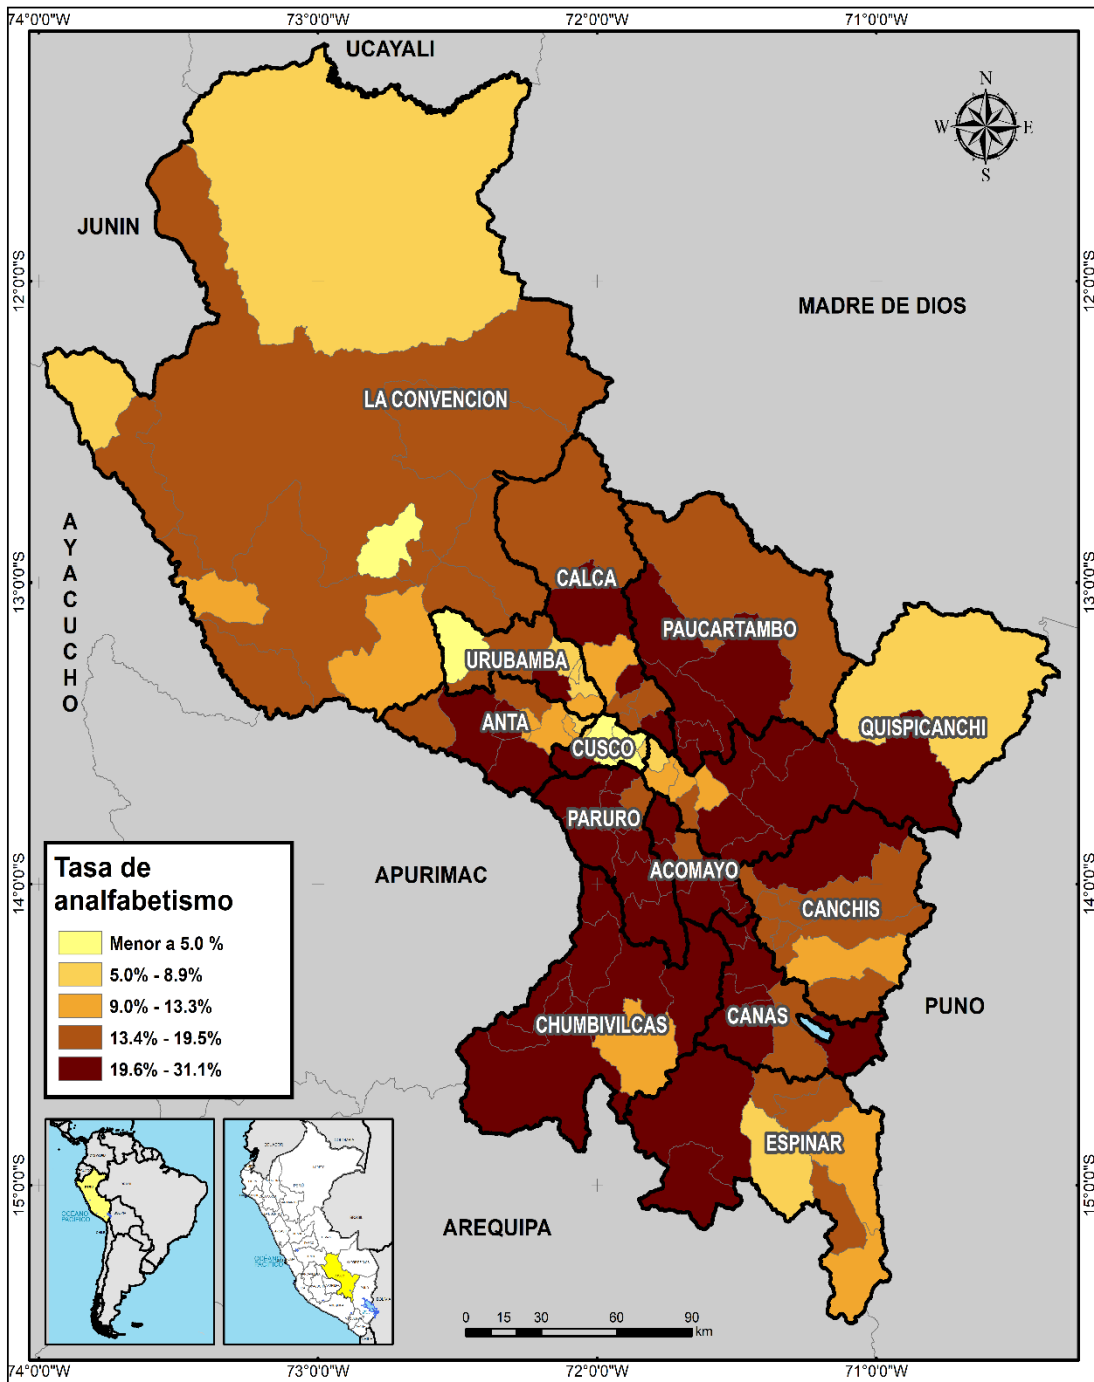 74°0'0"W
73°0'0"W
72°0'0"W
71°0'0"W
UCAYALI
N
W
E
S
JUNIN
12°0'0"S
12°0'0"S
MADRE DE DIOS
LA CONVENCION
AYACUCHO
13°0'0"S
13°0'0"S
CALCA
PAUCARTAMBO
URUBAMBA
QUISPICANCHI
ANTA
CUSCO
PARURO
ACOMAYO
APURIMAC
14°0'0"S
14°0'0"S
CANCHIS
PUNO
CHUMBIVILCAS
CANAS
ESPINAR
Tasa de
analfabetismo
Menor a 5.0 %
5.0% - 8.9%
9.0% - 13.3%
13.4% - 19.5%
19.6% - 31.1%
15°0'0"S
15°0'0"S
AREQUIPA
OCEANO
PACIFICO
OCEANO
PACIFICO
0 15 30 60 90
km
74°0'0"W
73°0'0"W
72°0'0"W
71°0'0"W